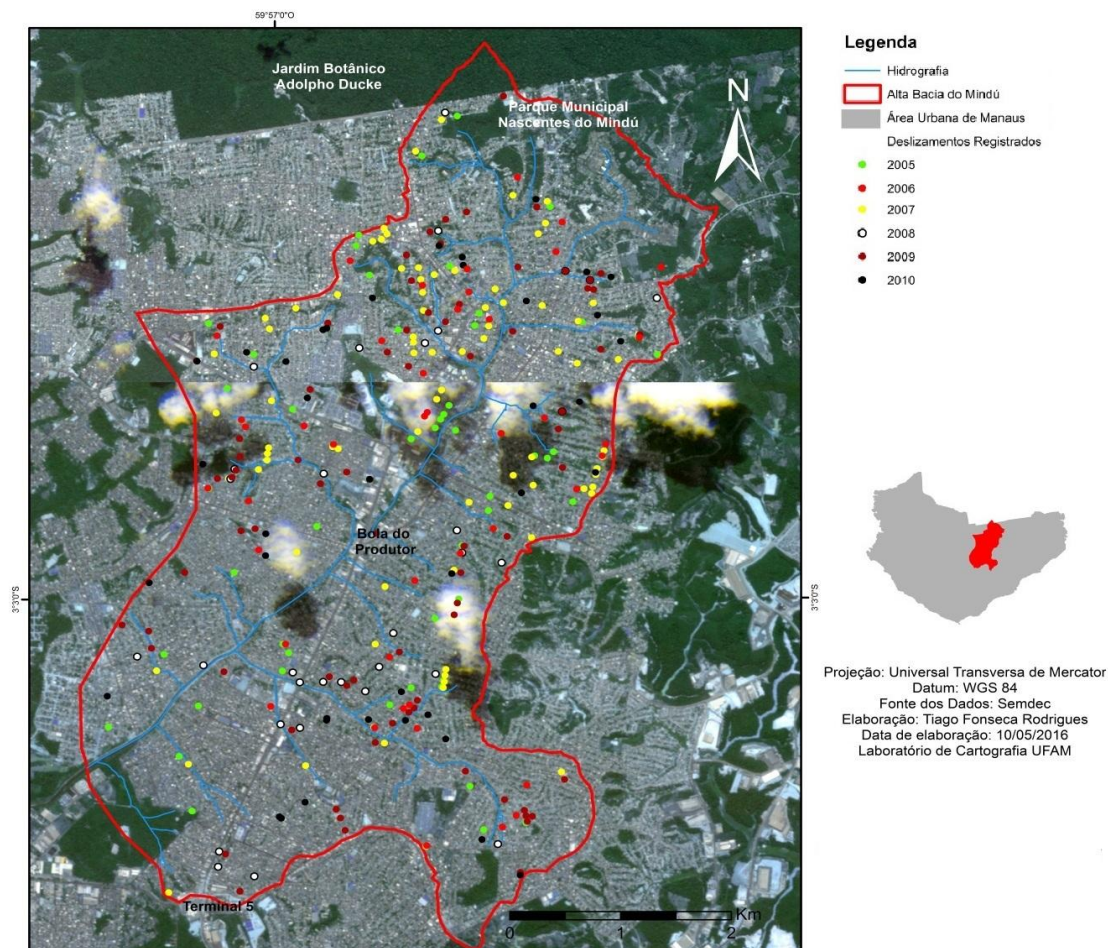 59°57'0"O
Jardim Botânico
Adolpho Ducke
Parque Municipal
Nascentes do Mindú
N
Bola do
Produtor
3°3'0"S
3°3'0"S
Terminal 5
Km
0
1
2
Legenda
Hidrografia
Alta Bacia do Mindú
Área Urbana de Manaus
Deslizamentos Registrados
2005
2006
2007
2008
2009
2010
Projeção: Universal Transversa de Mercator
Datum: WGS 84
Fonte dos Dados: Semdec
Elaboração: Tiago Fonseca Rodrigues
Data de elaboração: 10/05/2016
Laboratório de Cartografia UFAM